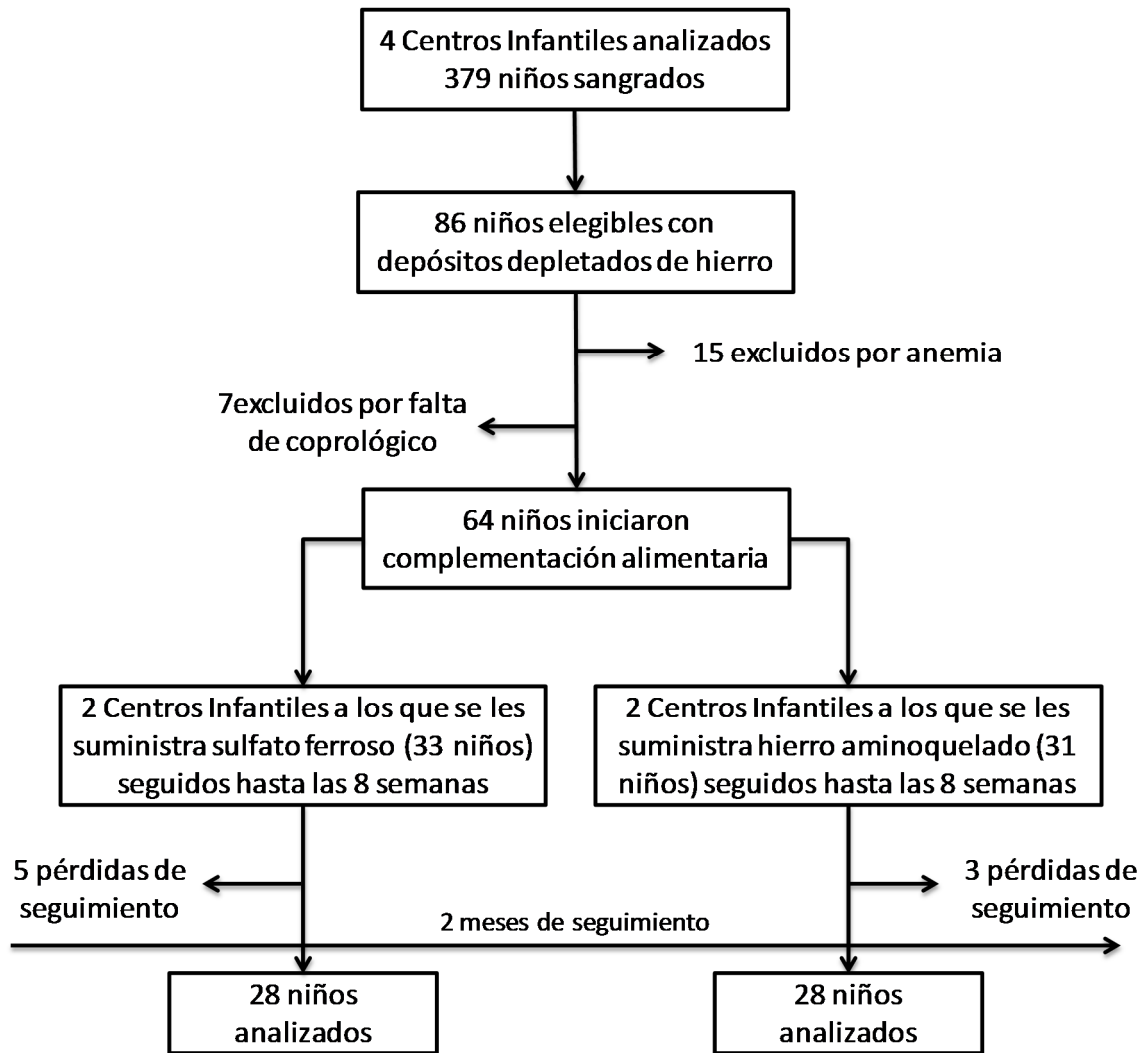 4 Centros Infantiles analizados
379 niños sangrados
86 niños elegibles con
depósitos depletados de hierro
15 excluidos por anemia
7excluidos por falta
de coprológico
64 niños iniciaron
complementación alimentaria
2 Centros Infantiles a los que se les
suministra sulfato ferroso (33 niños)
seguidos hasta las 8 semanas
2 Centros Infantiles a los que se les
suministra hierro aminoquelado (31
niños) seguidos hasta las 8 semanas
5 pérdidas de
seguimiento
3 pérdidas de
seguimiento
2 meses de seguimiento
28 niños
analizados
28 niños
analizados